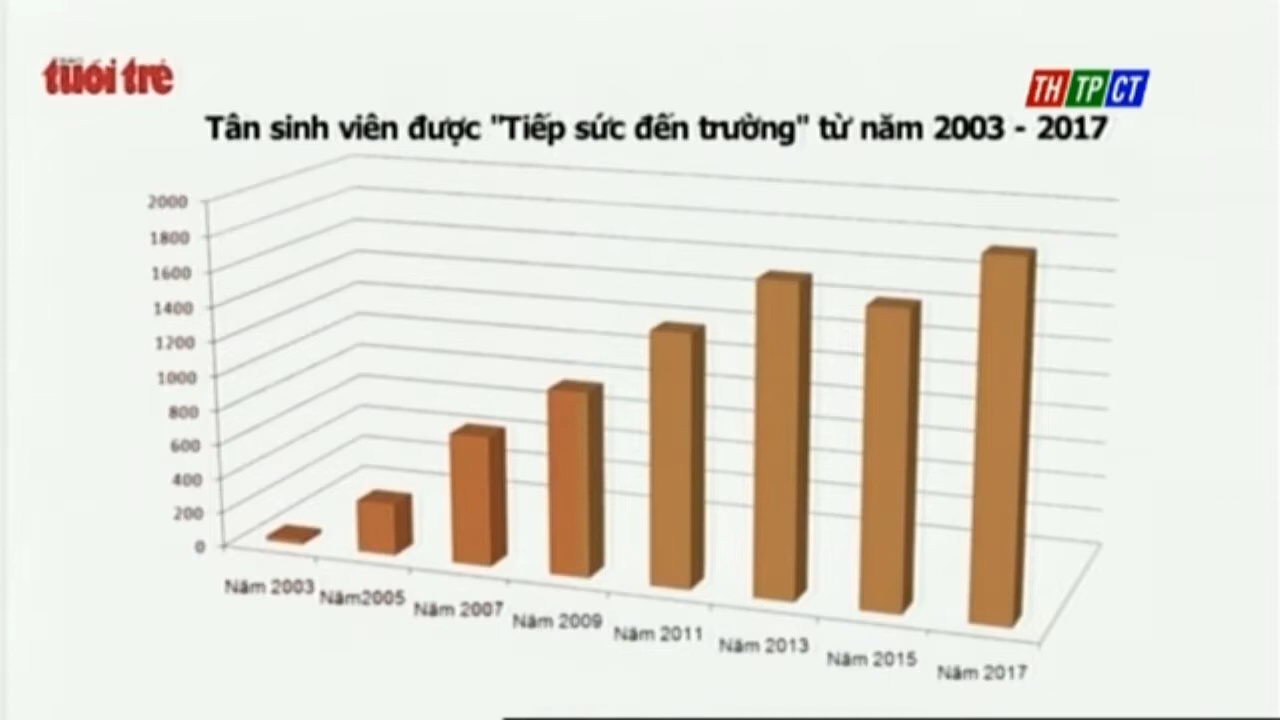 tuổi trẻ
THTPCT
Tân sinh viên được "Tiếp sức đến trường" từ năm 2003 - 2017
2000
1800
1600
1400
1200
1000
800
600
400
200
0
Năm 2003
Năm2005
Năm 2007
Năm 2009
Năm 2011
Năm 2013
Năm 2015
Năm 2017